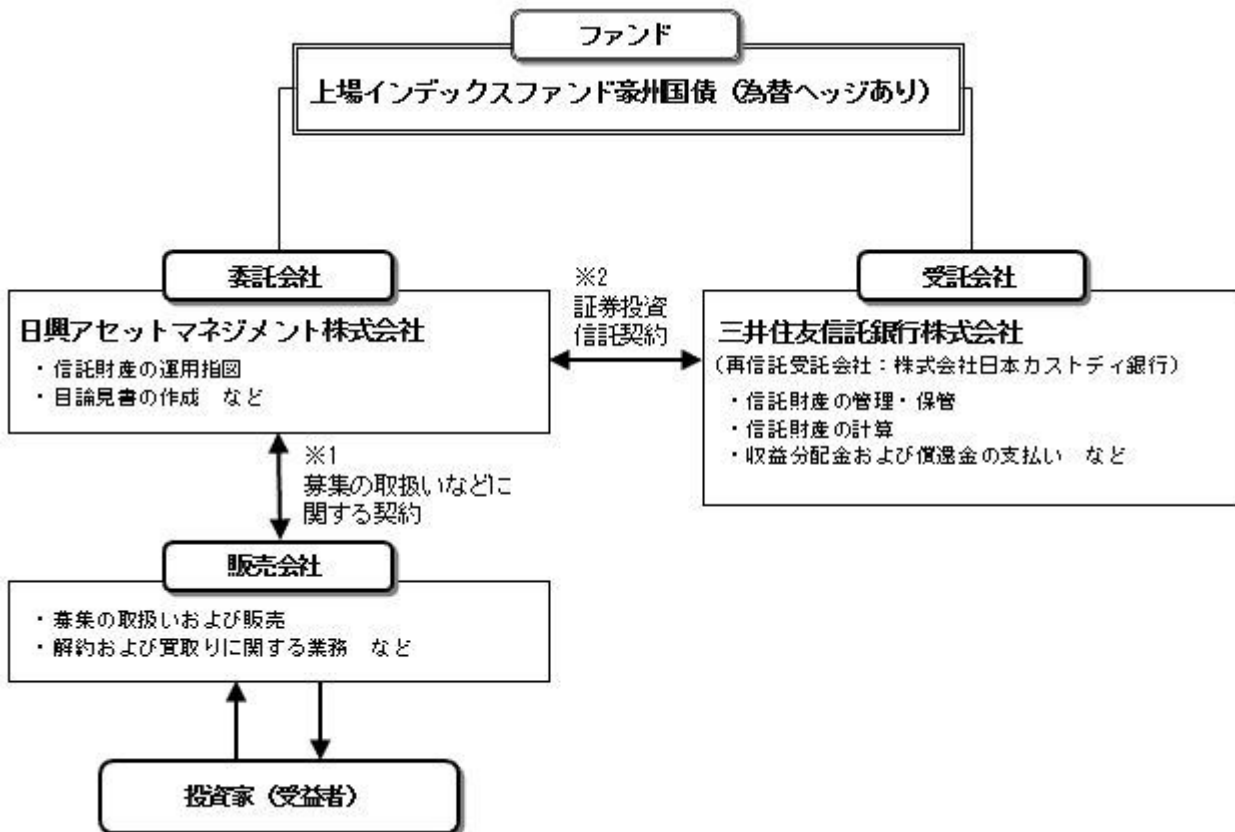 ファンド
上場インデックスファンド豪州国債（為替ヘッジあり）
委託会社
日興アセットマネジメント株式会社
・信託財産の運用指図
・目論見書の作成　など
※2
証券投資
信託契約
受託会社
三井住友信託銀行株式会社
（再信託受託会社：株式会社日本カストディ銀行）
・信託財産の管理・保管
・信託財産の計算
・収益分配金および償還金の支払い　など
※1
募集の取扱いなどに
関する契約
販売会社
・募集の取扱いおよび販売
・解約および買取りに関する業務　など
投資家（受益者）